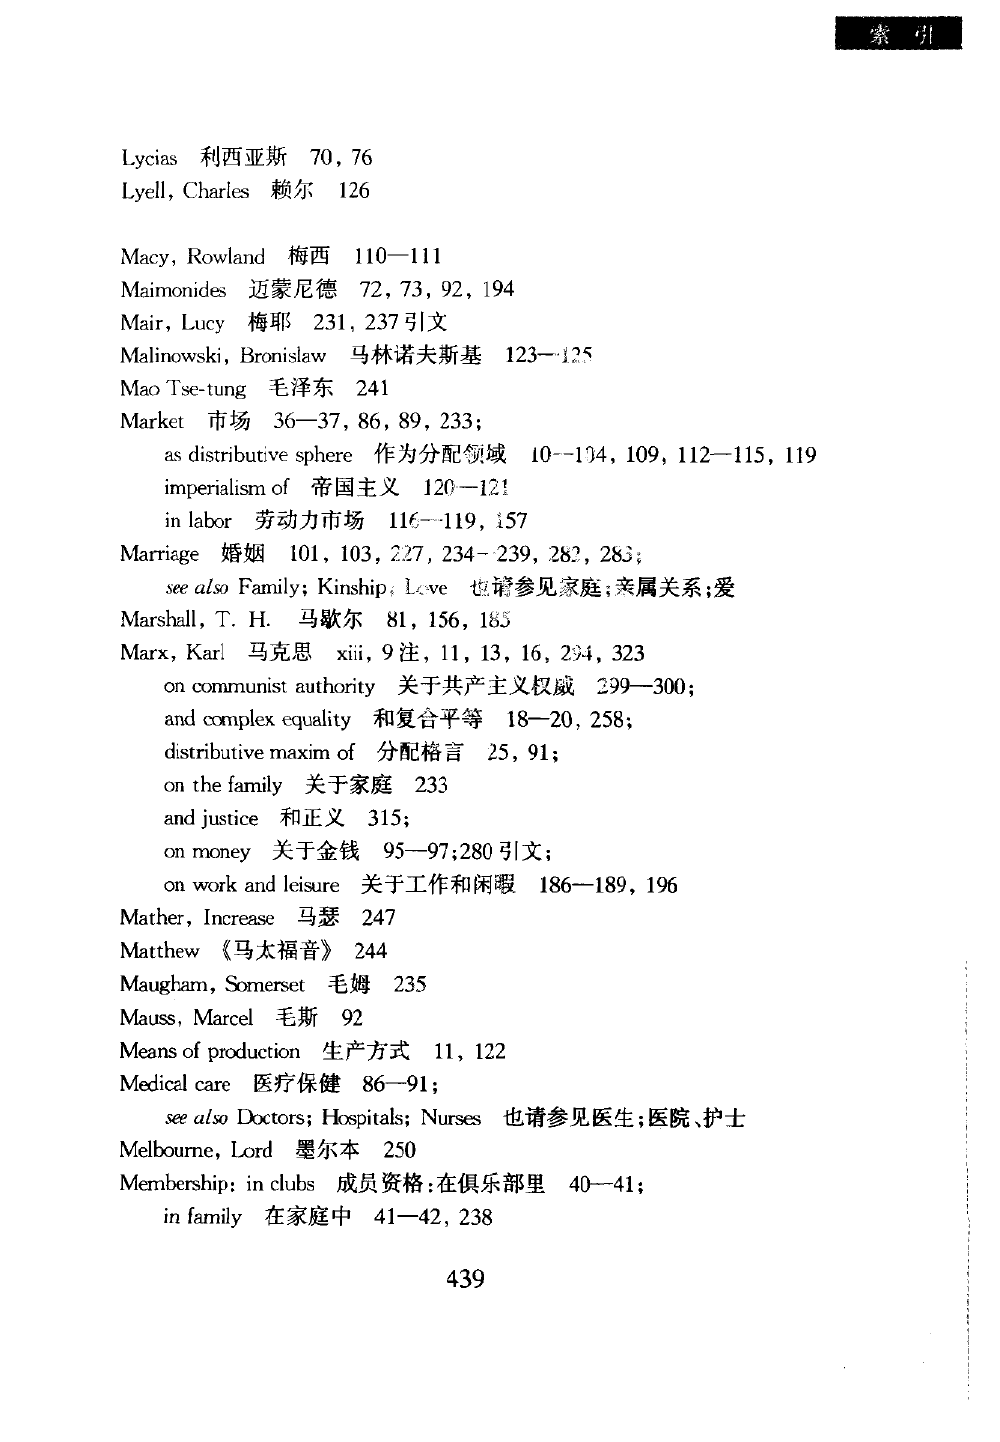 索 引
Lycias 利西亚斯 70, 76
Lyell, Charles 赖尔 126
Macy, Rowland 梅西 110—111
Maimonides 迈蒙尼德 72, 73, 92, 194
Mair, Lucy 梅耶 231, 237引文
Malinowski, Bronislaw 马林诺夫斯基 123—125
Mao Tse-tung 毛泽东 241
Market 市场 36—37, 86, 89, 233;
as distributive sphere 作为分配领域 109, 112—115, 119
imperialism of 帝国主义 120—121
in labor 劳动力市场 116—119, 157
Marriage 婚姻 101, 103, 227, 234—239, 282, 283;
see also Family; Kinship; Love 也请参见家庭;亲属关系;爱
Marshall, T. H. 马歇尔 81, 156, 185
Marx, Karl 马克思 xiii, 9注, 11, 13, 16, 323
on communist authority 关于共产主义权威 299—300;
and complex equality 和复合平等 18—20, 258;
distributive maxim of 分配格言 25, 91;
on the family 关于家庭 233
and justice 和正义 315;
on money 关于金钱 95—97;280引文;
on work and leisure 关于工作和闲暇 186—189, 196
Mather, Increase 马瑟 247
Matthew 《马太福音》 244
Maugham, Somerset 毛姆 235
Mauss, Marcel 毛斯 92
Means of production 生产方式 11, 122
Medical care 医疗保健 86—91;
see also Doctors; Hospitals; Nurses 也请参见医生;医院、护士
Melbourne, Lord 墨尔本 250
Membership: in clubs 成员资格:在俱乐部里 40—41;
in family 在家庭中 41—42, 238
439